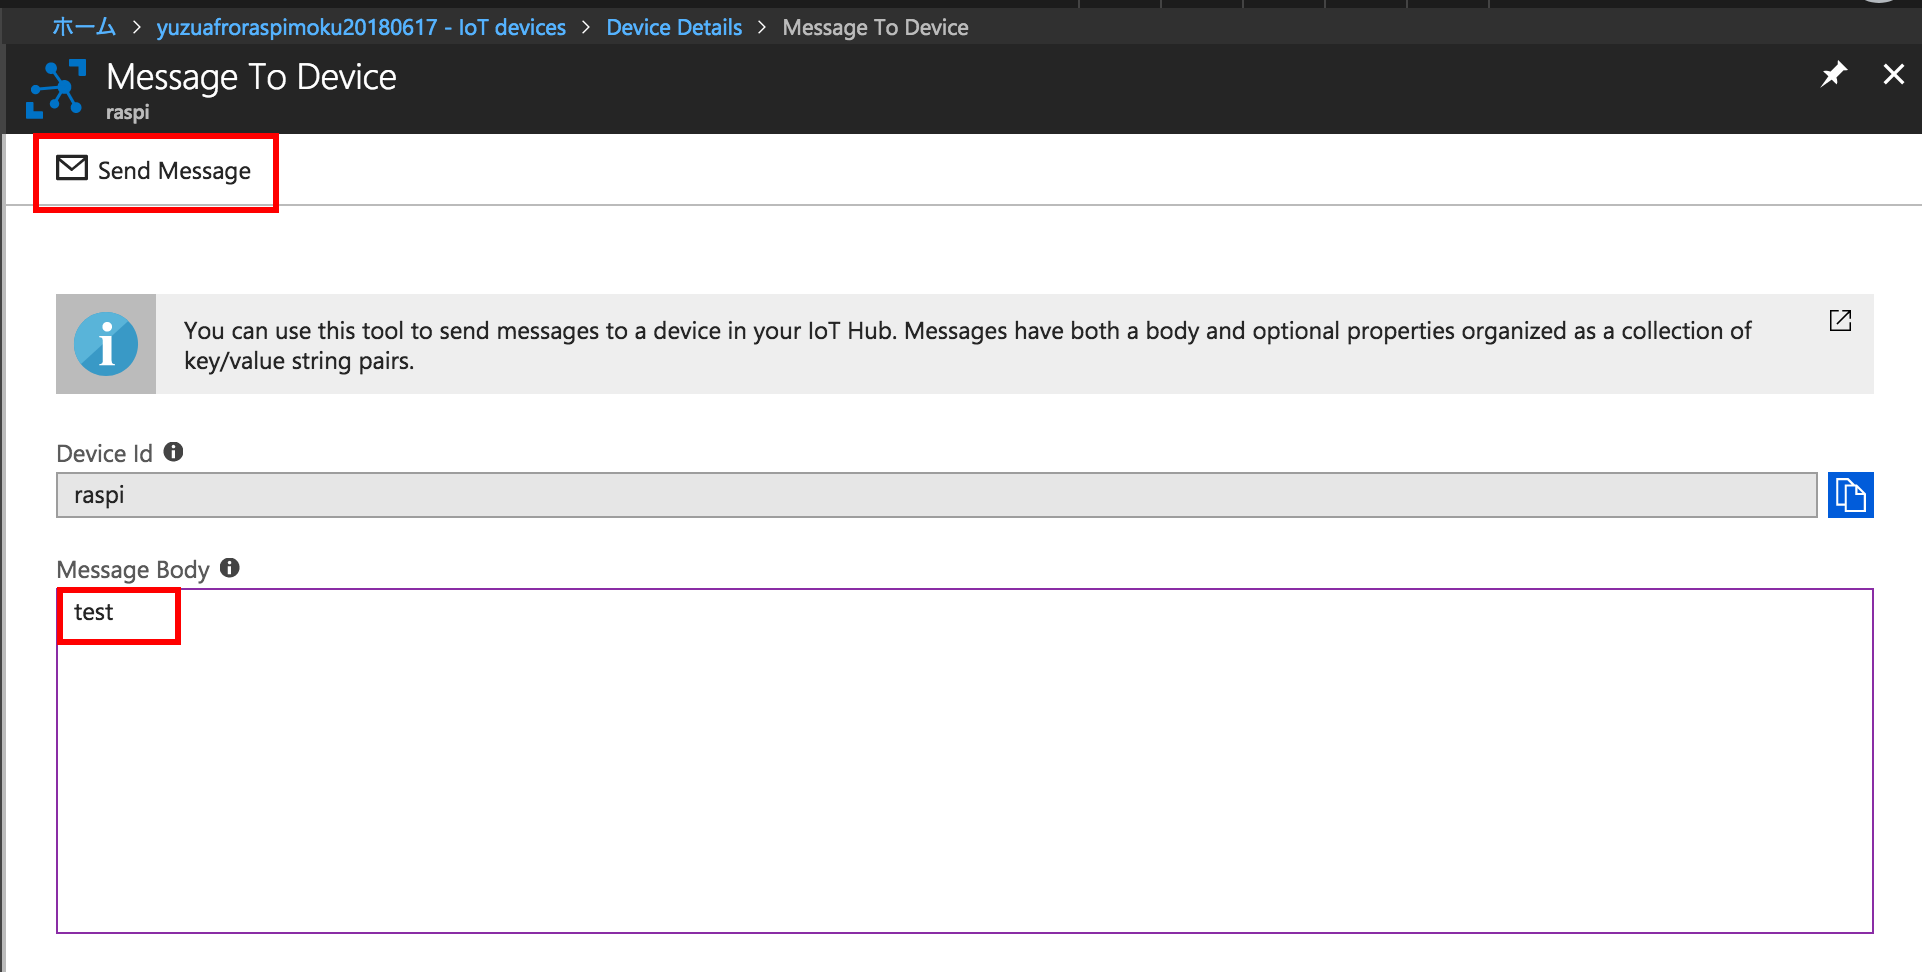 ホーム > yuzuafroraspimoku20180617 - IoT devices > Device Details > Message To Device
Message To Device
raspi
Send Message
You can use this tool to send messages to a device in your IoT Hub. Messages have both a body and optional properties organized as a collection of
key/value string pairs.
Device Id
raspi
Message Body
test